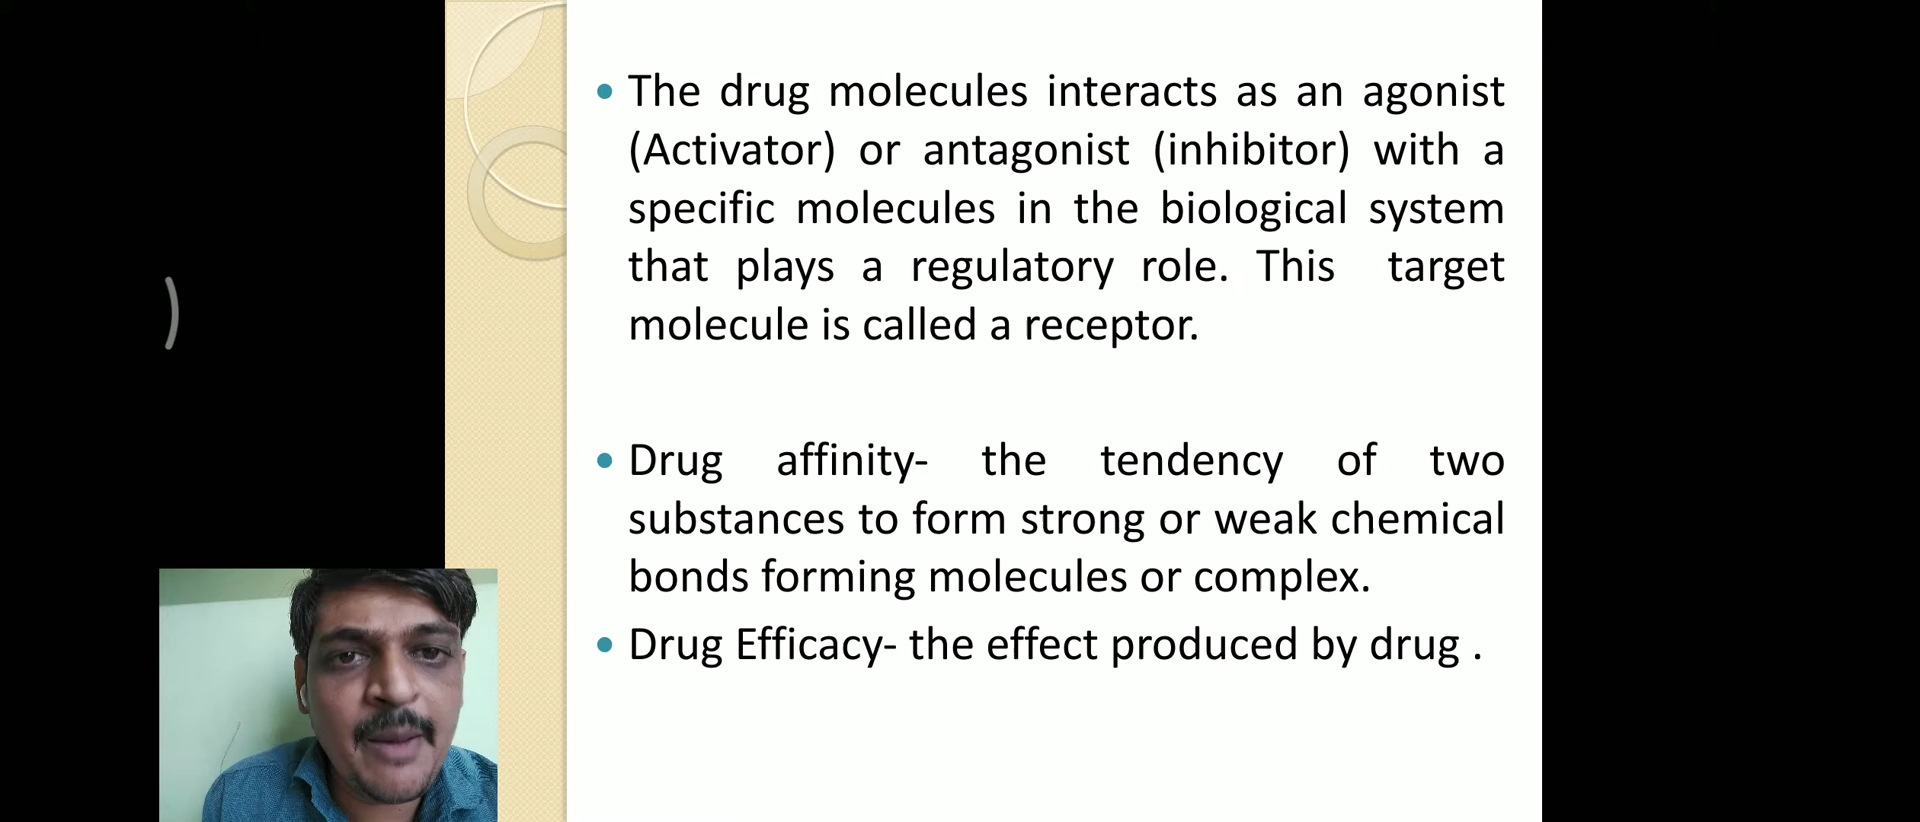 The drug molecules interacts as an agonist
(Activator) or antagonist (inhibitor) with a
specific molecules in the biological system
that plays a regulatory role. This target
molecule is called a receptor.
Drug affinity- the tendency of two
substances to form strong or weak chemical
bonds forming molecules or complex.
Drug Efficacy- the effect produced by drug .